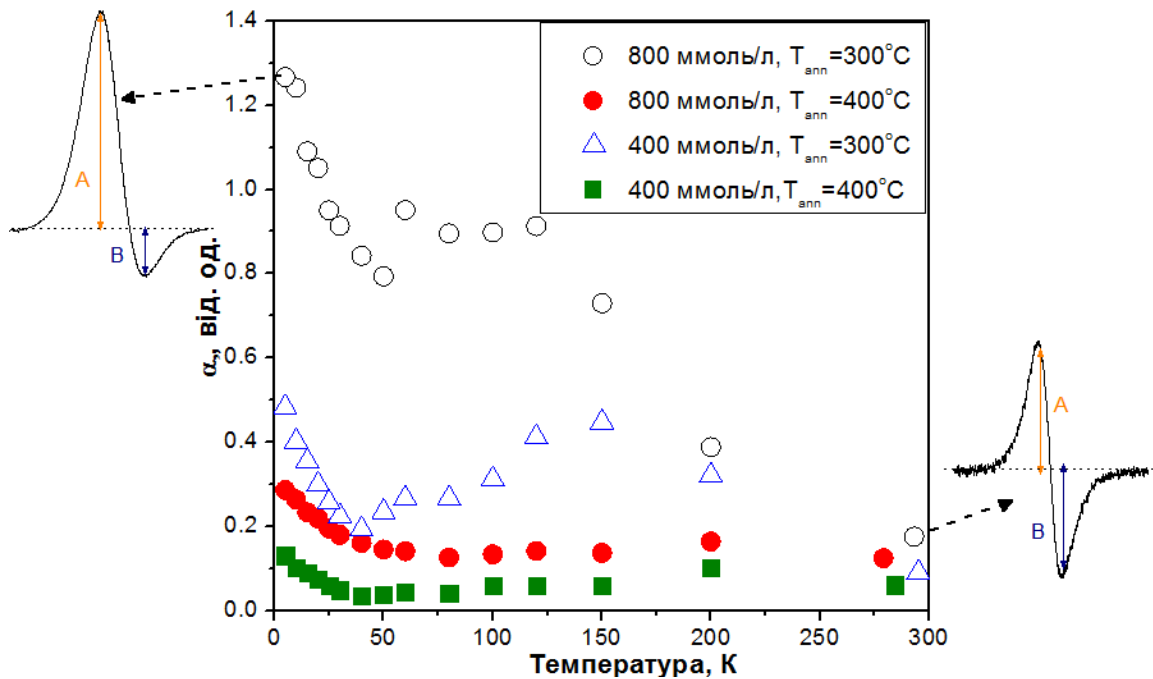 800 ммоль/л, Tann=300°C
800 ммоль/л, Tann=400°C
400 ммоль/л, Tann=300°C
400 ммоль/л,Tann=400°C
A
B
1.4
1.2
1.0
0.8
0.6
0.4
0.2
0.0
від. од.
0
50
100
150
200
250
300
Температура, К
A
B